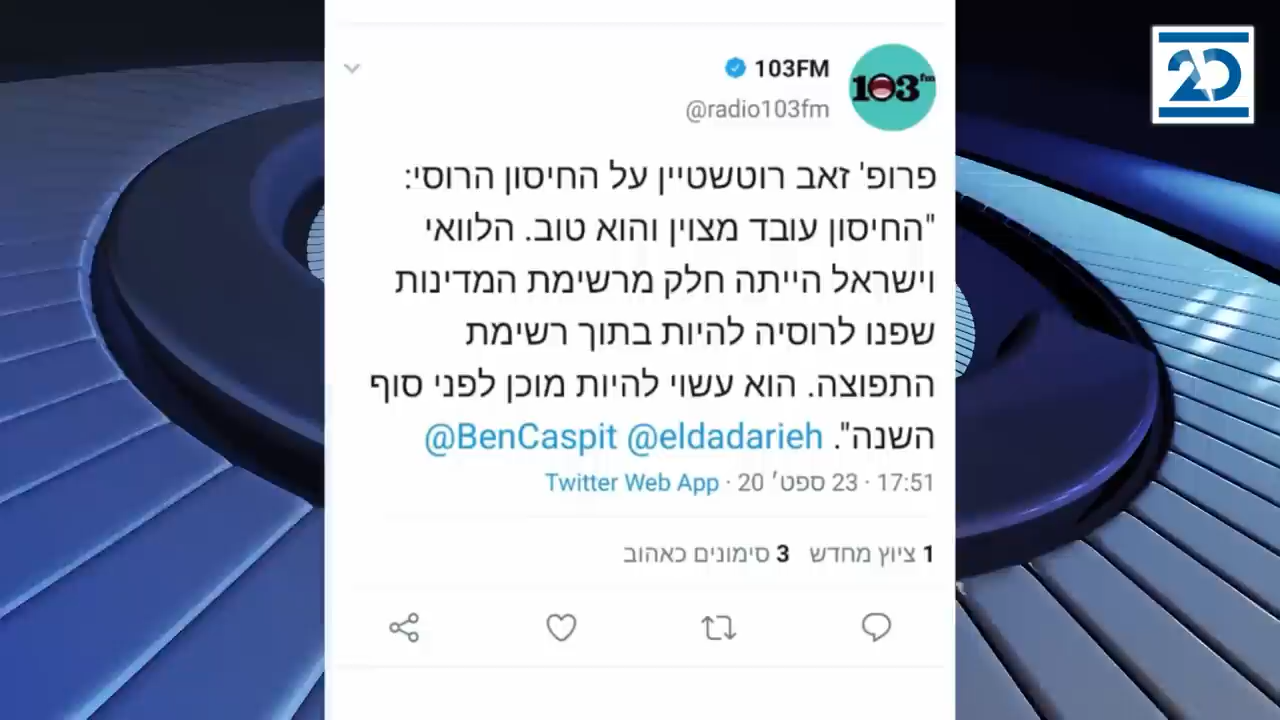 20
103fm
103FM
@radio103fm
פרופ' זאב רוטשטיין על החיסון הרוסי:
"החיסון עובד מצוין והוא טוב. הלוואי
וישראל הייתה חלק מרשימת המדינות
שפנו לרוסיה להיות בתוך רשימת
התפוצה. הוא עשוי להיות מוכן לפני סוף
השנה". @BenCaspit @eldadarieh
17:51 · 23 ספט׳ 20 · Twitter Web App
1 ציוץ מחדש 3 סימונים כאהוב